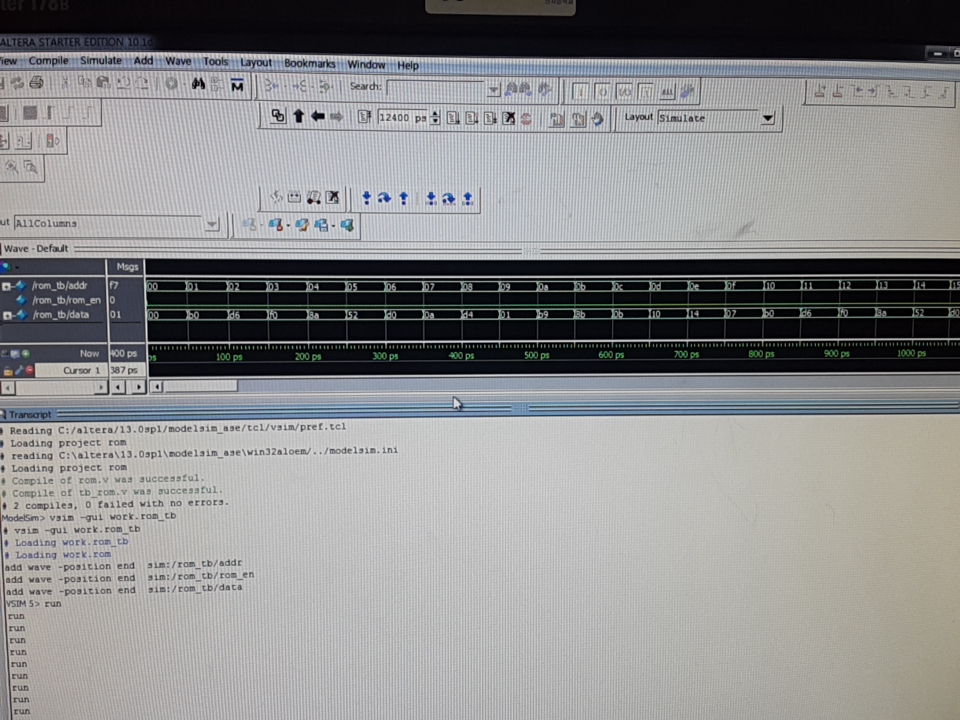 ALTERA STARTER EDITION 10.1
Compile Simulate Add Wave Tools Layout Bookmarks Window Help
Search:
12400 ps Layout Simulate
AllColumns
Wave - Default
Msgs
/rom_tb/addr f7 00 01 02 03 04 05 06 07 08 09 0a 0b 0c 0d 0e 0f 10 11 12 13 14 15
/rom_tb/rom_en 0
/rom_tb/data 01 00 b0 d6 f0 8a 52 d0 0a d4 01 b9 3b 0b 10 14 07 b0 d6 f0 8a 52 d0
Now 400 ps ps 100 ps 200 ps 300 ps 400 ps 500 ps 600 ps 700 ps 800 ps 900 ps 1000 ps
Cursor 1 387 ps
Transcript
# Reading C:/altera/13.0sp1/modelsim_ase/tcl/vsim/pref.tcl
# Loading project rom
# reading C:\altera\13.0sp1\modelsim_ase\win32aloem/../modelsim.ini
# Loading project rom
# Compile of rom.v was successful.
# Compile of tb_rom.v was successful.
# 2 compiles, 0 failed with no errors.
ModelSim> vsim -gui work.rom_tb
# vsim -gui work.rom_tb
# Loading work.rom_tb
# Loading work.rom
add wave -position end sim:/rom_tb/addr
add wave -position end sim:/rom_tb/rom_en
add wave -position end sim:/rom_tb/data
VSIM 5> run
run
run
run
run
run
run
run
run
run